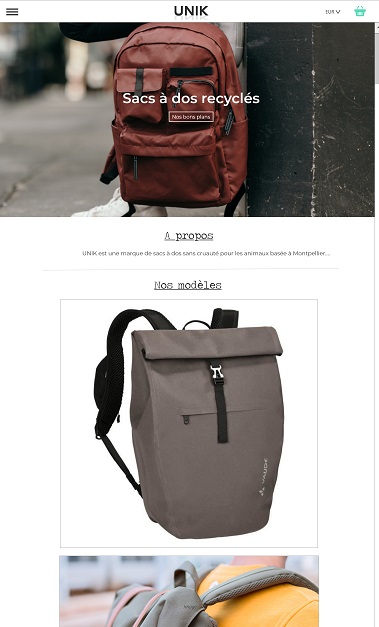 UNIK
EUR
Sacs à dos recyclés
Nos bons plans
A propos
UNIK est une marque de sacs à dos sans cruauté pour les animaux basée à Montpellier...
Nos modèles
VAUDE